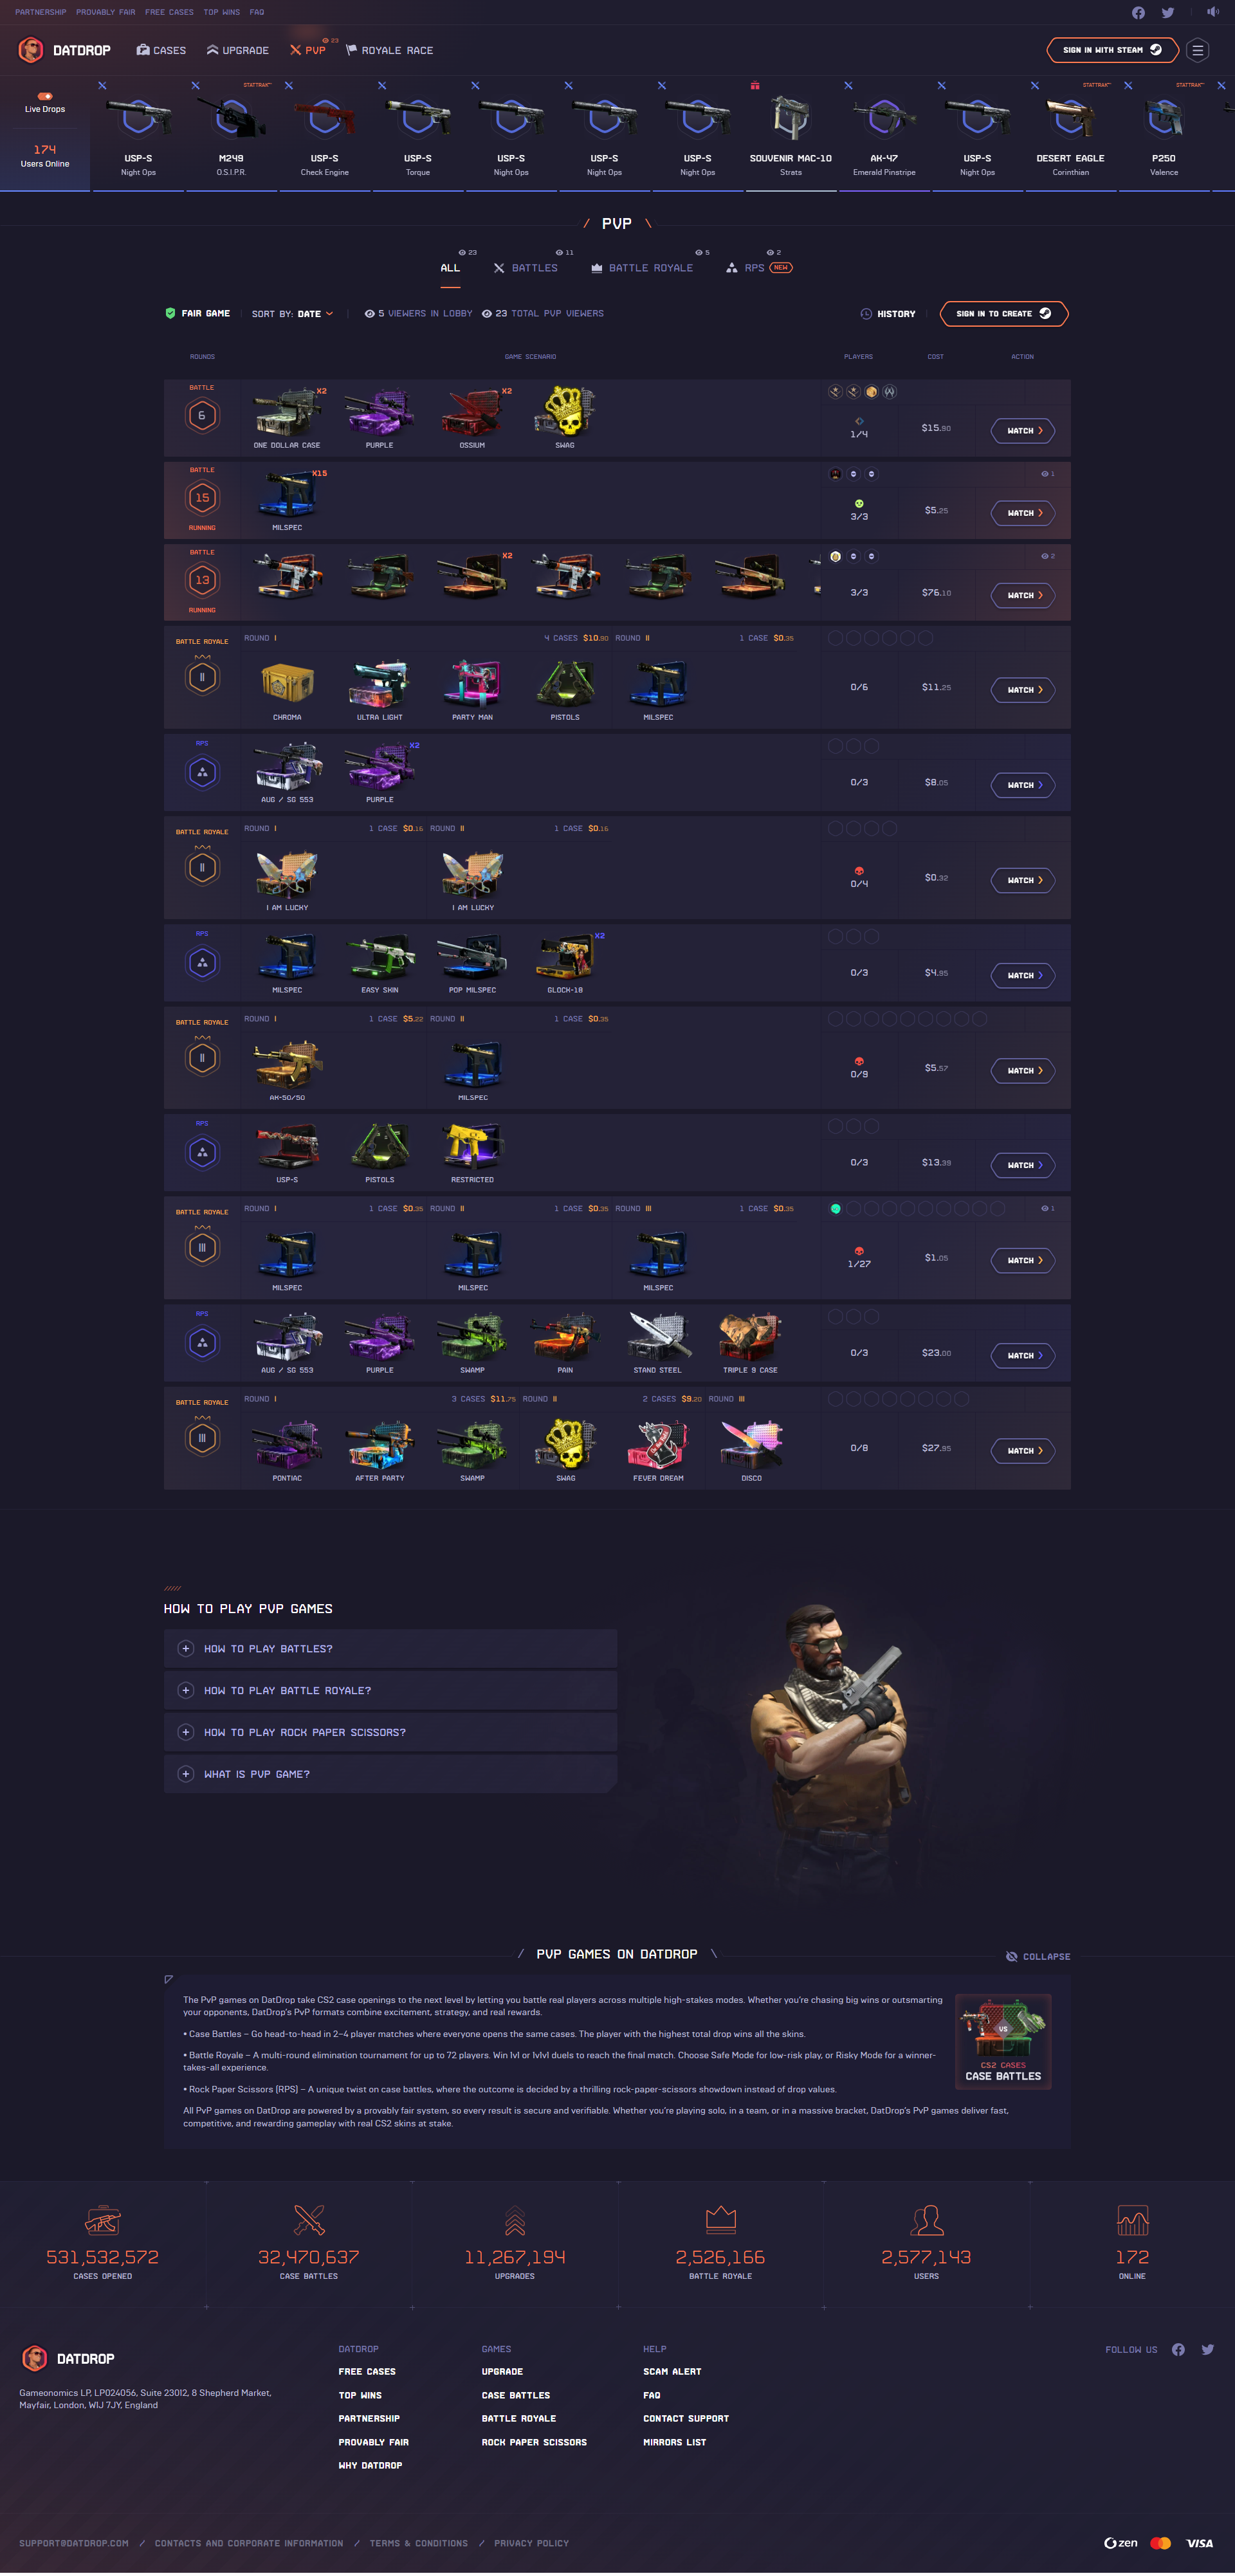 PARTNERSHIP PROVABLY FAIR FREE CASES TOP WINS FAQ
DATDROP CASES UPGRADE PVP 23 ROYALE RACE SIGN IN WITH STEAM
Live Drops
174
Users Online
STATTRAK™ STATTRAK™ STATTRAK™
USP-S M249 USP-S USP-S USP-S USP-S USP-S SOUVENIR MAC-10 AK-47 USP-S DESERT EAGLE P250
Night Ops O.S.I.P.R. Check Engine Torque Night Ops Night Ops Night Ops Strats Emerald Pinstripe Night Ops Corinthian Valence
/ PVP \
23 11 5 2
ALL BATTLES BATTLE ROYALE RPS NEW
FAIR GAME SORT BY: DATE 5 VIEWERS IN LOBBY 23 TOTAL PVP VIEWERS HISTORY SIGN IN TO CREATE
ROUNDS GAME SCENARIO PLAYERS COST ACTION
BATTLE
6 X2 X2
ONE DOLLAR CASE PURPLE OSSIUM SWAG
1/4 $15.90 WATCH
BATTLE
15 X15
RUNNING MILSPEC
1
3/3 $5.25 WATCH
BATTLE
13 X2
RUNNING
2
3/3 $76.10 WATCH
BATTLE ROYALE ROUND I 4 CASES $10.90 ROUND II 1 CASE $0.35
II
CHROMA ULTRA LIGHT PARTY MAN PISTOLS MILSPEC
0/6 $11.25 WATCH
RPS
X2
AUG / SG 553 PURPLE
0/3 $8.05 WATCH
BATTLE ROYALE ROUND I 1 CASE $0.16 ROUND II 1 CASE $0.16
II
I AM LUCKY I AM LUCKY
0/4 $0.32 WATCH
RPS
X2
MILSPEC EASY SKIN POP MILSPEC GLOCK-18
0/3 $4.95 WATCH
BATTLE ROYALE ROUND I 1 CASE $5.22 ROUND II 1 CASE $0.35
II
AK-50/50 MILSPEC
0/9 $5.57 WATCH
RPS
USP-S PISTOLS RESTRICTED
0/3 $13.39 WATCH
BATTLE ROYALE ROUND I 1 CASE $0.35 ROUND II 1 CASE $0.35 ROUND III 1 CASE $0.35
III
MILSPEC MILSPEC MILSPEC
1
1/27 $1.05 WATCH
RPS
AUG / SG 553 PURPLE SWAMP PAIN STAND STEEL TRIPLE 9 CASE
0/3 $23.00 WATCH
BATTLE ROYALE ROUND I 3 CASES $11.75 ROUND II 2 CASES $9.20 ROUND III
III
PONTIAC AFTER PARTY SWAMP SWAG FEVER DREAM DISCO
0/8 $27.95 WATCH
//////
HOW TO PLAY PVP GAMES
HOW TO PLAY BATTLES?
HOW TO PLAY BATTLE ROYALE?
HOW TO PLAY ROCK PAPER SCISSORS?
WHAT IS PVP GAME?
/ PVP GAMES ON DATDROP \ COLLAPSE
The PvP games on DatDrop take CS2 case openings to the next level by letting you battle real players across multiple high-stakes modes. Whether you're chasing big wins or outsmarting
your opponents, DatDrop's PvP formats combine excitement, strategy, and real rewards.
• Case Battles – Go head-to-head in 2–4 player matches where everyone opens the same cases. The player with the highest total drop wins all the skins.
• Battle Royale – A multi-round elimination tournament for up to 72 players. Win 1v1 or 1v1v1 duels to reach the final match. Choose Safe Mode for low-risk play, or Risky Mode for a winner-
takes-all experience.
• Rock Paper Scissors (RPS) – A unique twist on case battles, where the outcome is decided by a thrilling rock-paper-scissors showdown instead of drop values.
All PvP games on DatDrop are powered by a provably fair system, so every result is secure and verifiable. Whether you're playing solo, in a team, or in a massive bracket, DatDrop's PvP games deliver fast,
competitive, and rewarding gameplay with real CS2 skins at stake.
VS
CS2 CASES
CASE BATTLES
531,532,572 32,470,637 11,267,194 2,526,166 2,577,143 172
CASES OPENED CASE BATTLES UPGRADES BATTLE ROYALE USERS ONLINE
DATDROP
Gameonomics LP, LP024056, Suite 23012, 8 Shepherd Market,
Mayfair, London, W1J 7JY, England
DATDROP
FREE CASES
TOP WINS
PARTNERSHIP
PROVABLY FAIR
WHY DATDROP
GAMES
UPGRADE
CASE BATTLES
BATTLE ROYALE
ROCK PAPER SCISSORS
HELP
SCAM ALERT
FAQ
CONTACT SUPPORT
MIRRORS LIST
FOLLOW US
SUPPORT@DATDROP.COM / CONTACTS AND CORPORATE INFORMATION / TERMS & CONDITIONS / PRIVACY POLICY
zen VISA